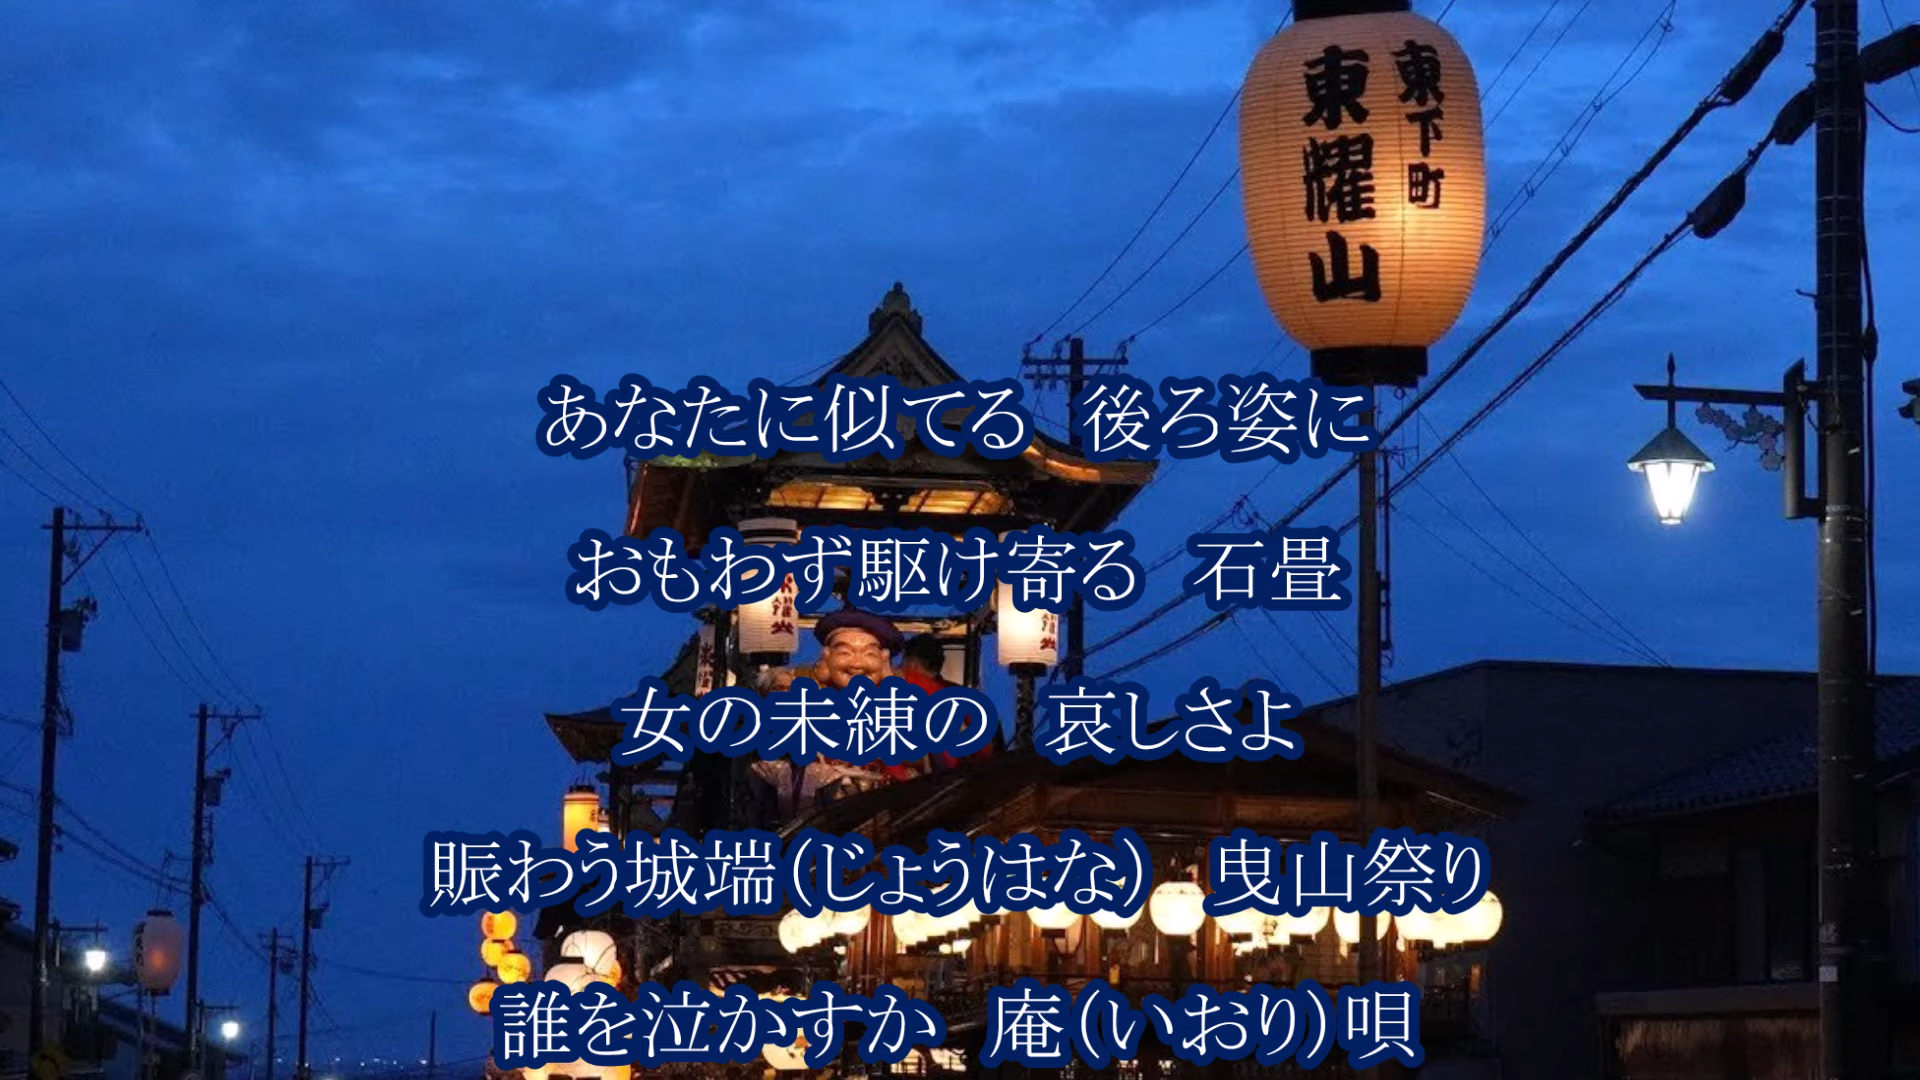 東下町
東耀山
あなたに似てる　後ろ姿に
おもわず駆け寄る　石畳
女の未練の　哀しさよ
賑わう城端（じょうはな）　曳山祭り
誰を泣かすか　庵（いおり）唄